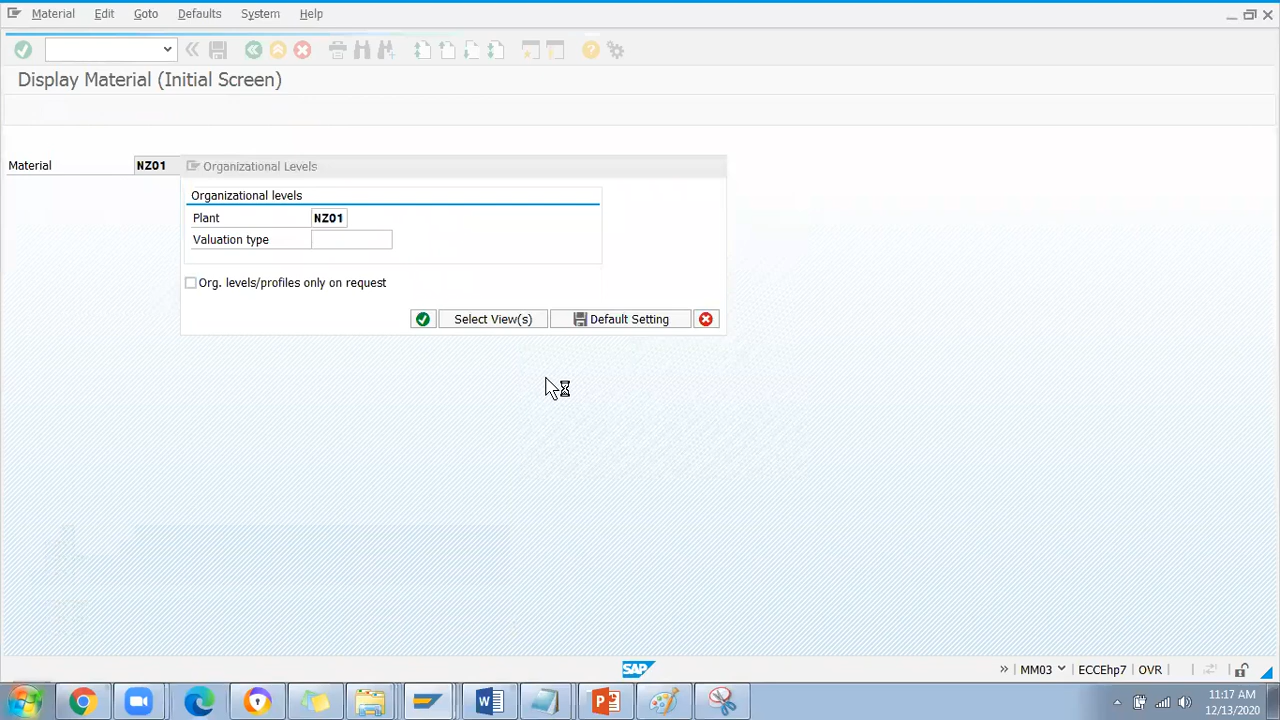 Material Edit Goto Defaults System Help
Display Material (Initial Screen)
Material NZ01
Organizational Levels
Organizational levels
Plant NZ01
Valuation type
Org. levels/profiles only on request
Select View(s) Default Setting
SAP
» MM03 ECCEhp7 OVR
11:17 AM
12/13/2020